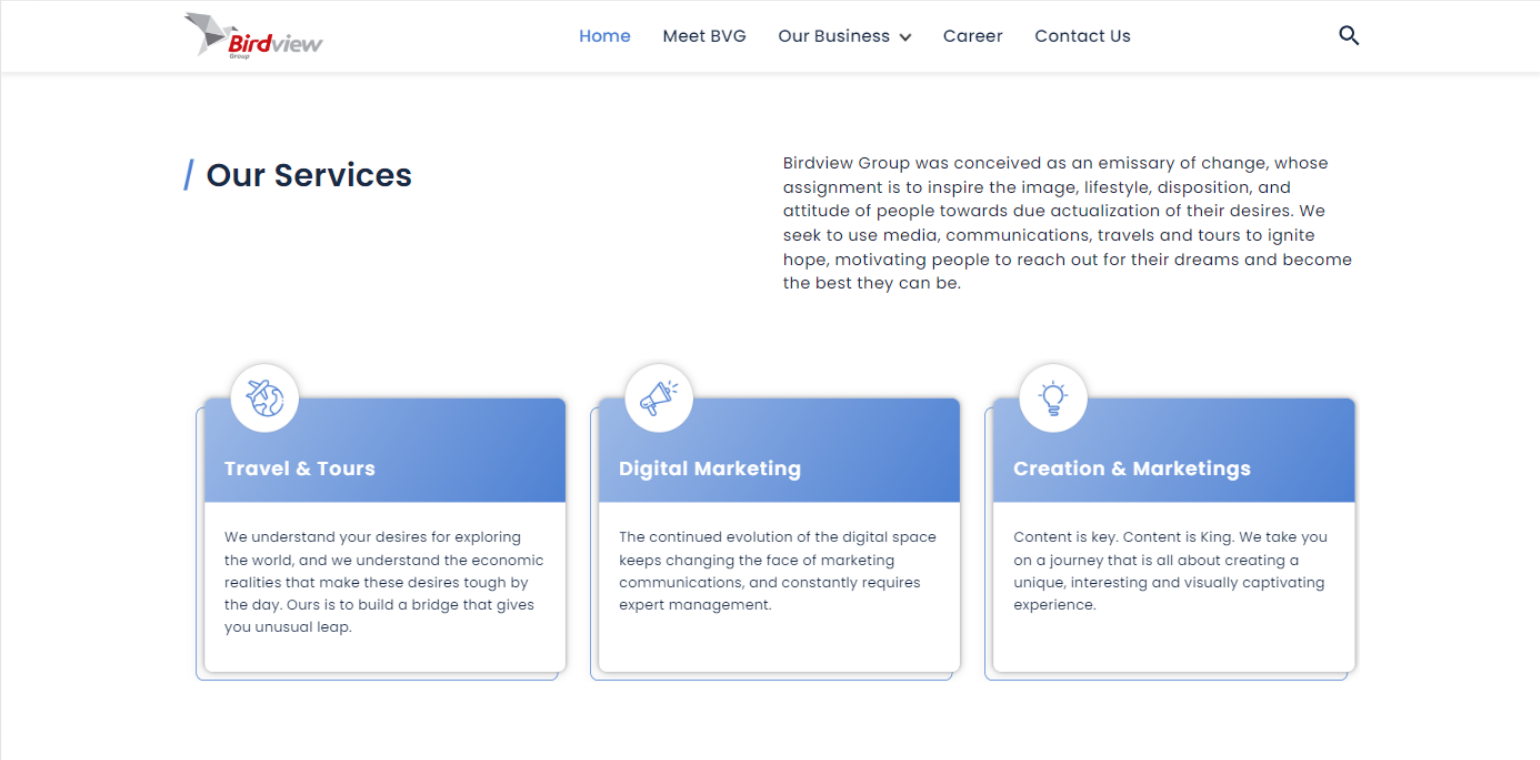 Birdview
Group
Home
Meet BVG
Our Business
Career
Contact Us
/ Our Services
Birdview Group was conceived as an emissary of change, whose
assignment is to inspire the image, lifestyle, disposition, and
attitude of people towards due actualization of their desires. We
seek to use media, communications, travels and tours to ignite
hope, motivating people to reach out for their dreams and become
the best they can be.
Travel & Tours
We understand your desires for exploring
the world, and we understand the economic
realities that make these desires tough by
the day. Ours is to build a bridge that gives
you unusual leap.
Digital Marketing
The continued evolution of the digital space
keeps changing the face of marketing
communications, and constantly requires
expert management.
Creation & Marketings
Content is key. Content is King. We take you
on a journey that is all about creating a
unique, interesting and visually captivating
experience.